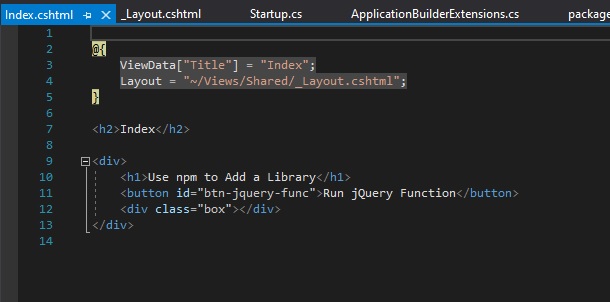 Index.cshtml _Layout.cshtml Startup.cs ApplicationBuilderExtensions.cs package
1
2 @{
3 ViewData["Title"] = "Index";
4 Layout = "~/Views/Shared/_Layout.cshtml";
5 }
6
7 <h2>Index</h2>
8
9 <div>
10 <h1>Use npm to Add a Library</h1>
11 <button id="btn-jquery-func">Run jQuery Function</button>
12 <div class="box"></div>
13 </div>
14